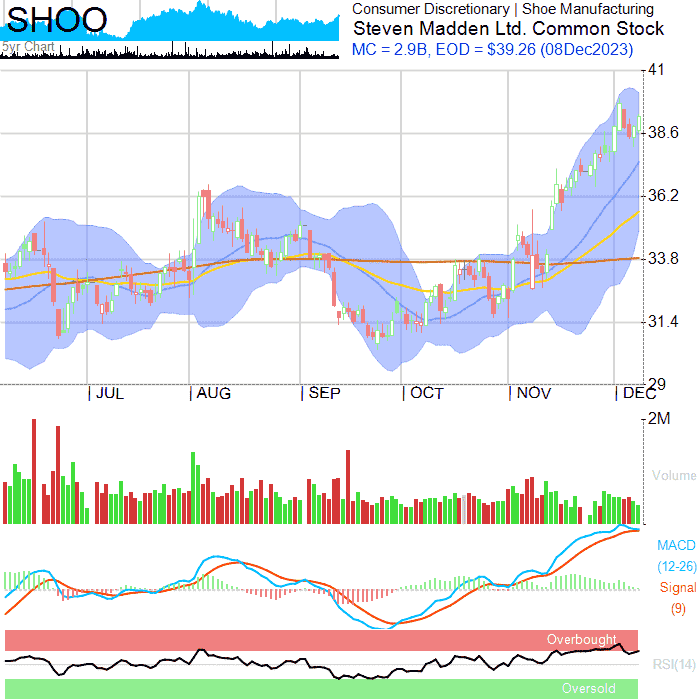 SHOO
5yr Chart
Consumer Discretionary | Shoe Manufacturing
Steven Madden Ltd. Common Stock
MC = 2.9B, EOD = $39.26 (08Dec2023)
41
38.6
36.2
33.8
31.4
29
| JUL | AUG | SEP | OCT | NOV | DEC
2M
Volume
MACD
(12-26)
Signal
(9)
Overbought
RSI(14)
Oversold